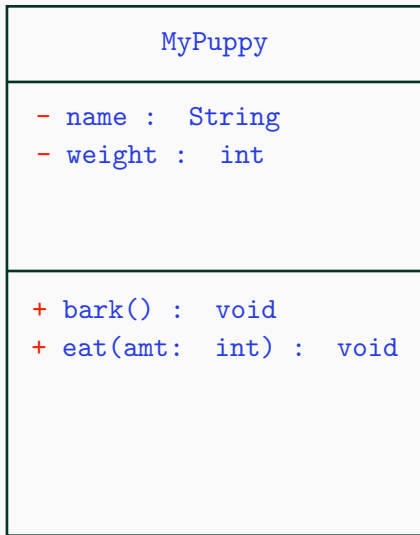 MyPuppy
- name : String
- weight : int
+ bark() : void
+ eat(amt: int) : void